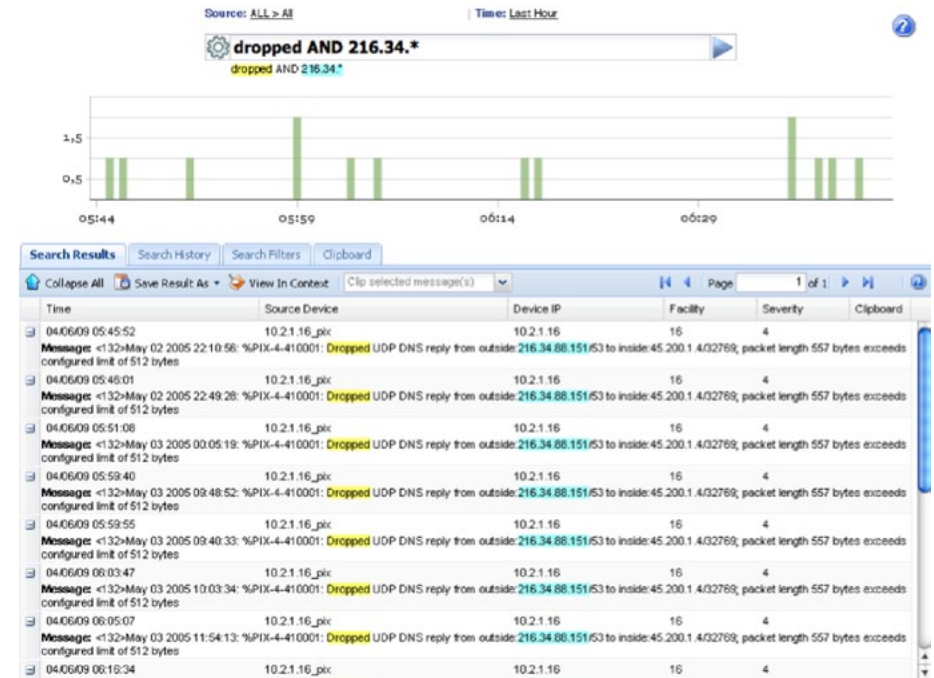 Source: ALL > All
Time: Last Hour
dropped AND 216.34.*
dropped AND 216.34.*
1,5
0,5
05:44 05:59 06:14 06:29
Search Results Search History Search Filters Clipboard
Collapse All Save Result As View In Context Clip selected message(s) Page 1 of 1
Time Source Device Device IP Facility Severity Clipboard
04/06/09 05:45:52 10.2.1.16_pix 10.2.1.16 16 4
Message: <132>May 02 2005 22:10:56: %PIX-4-410001: Dropped UDP DNS reply from outside:216.34.88.151/53 to inside:45.200.1.4/32769; packet length 557 bytes exceeds
configured limit of 512 bytes
04/06/09 05:46:01 10.2.1.16_pix 10.2.1.16 16 4
Message: <132>May 02 2005 22:49:28: %PIX-4-410001: Dropped UDP DNS reply from outside:216.34.88.151/53 to inside:45.200.1.4/32769; packet length 557 bytes exceeds
configured limit of 512 bytes
04/06/09 05:51:08 10.2.1.16_pix 10.2.1.16 16 4
Message: <132>May 03 2005 00:05:19: %PIX-4-410001: Dropped UDP DNS reply from outside:216.34.88.151/53 to inside:45.200.1.4/32769; packet length 557 bytes exceeds
configured limit of 512 bytes
04/06/09 05:59:40 10.2.1.16_pix 10.2.1.16 16 4
Message: <132>May 03 2005 09:48:52: %PIX-4-410001: Dropped UDP DNS reply from outside:216.34.88.151/53 to inside:45.200.1.4/32769; packet length 557 bytes exceeds
configured limit of 512 bytes
04/06/09 05:59:55 10.2.1.16_pix 10.2.1.16 16 4
Message: <132>May 03 2005 09:40:33: %PIX-4-410001: Dropped UDP DNS reply from outside:216.34.88.151/53 to inside:45.200.1.4/32769; packet length 557 bytes exceeds
configured limit of 512 bytes
04/06/09 06:03:47 10.2.1.16_pix 10.2.1.16 16 4
Message: <132>May 03 2005 10:03:34: %PIX-4-410001: Dropped UDP DNS reply from outside:216.34.88.151/53 to inside:45.200.1.4/32769; packet length 557 bytes exceeds
configured limit of 512 bytes
04/06/09 06:05:07 10.2.1.16_pix 10.2.1.16 16 4
Message: <132>May 03 2005 11:54:13: %PIX-4-410001: Dropped UDP DNS reply from outside:216.34.88.151/53 to inside:45.200.1.4/32769; packet length 557 bytes exceeds
configured limit of 512 bytes
04/06/09 06:16:34 10.2.1.16_pix 10.2.1.16 16 4